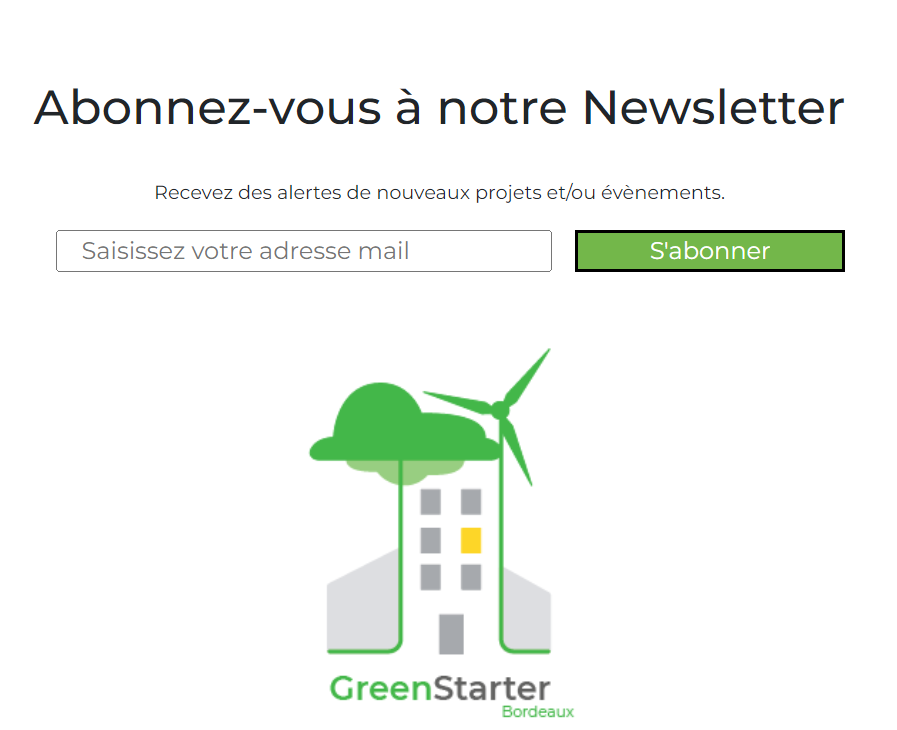 Abonnez-vous à notre Newsletter
Recevez des alertes de nouveaux projets et/ou évènements.
Saisissez votre adresse mail
S'abonner
GreenStarter
Bordeaux